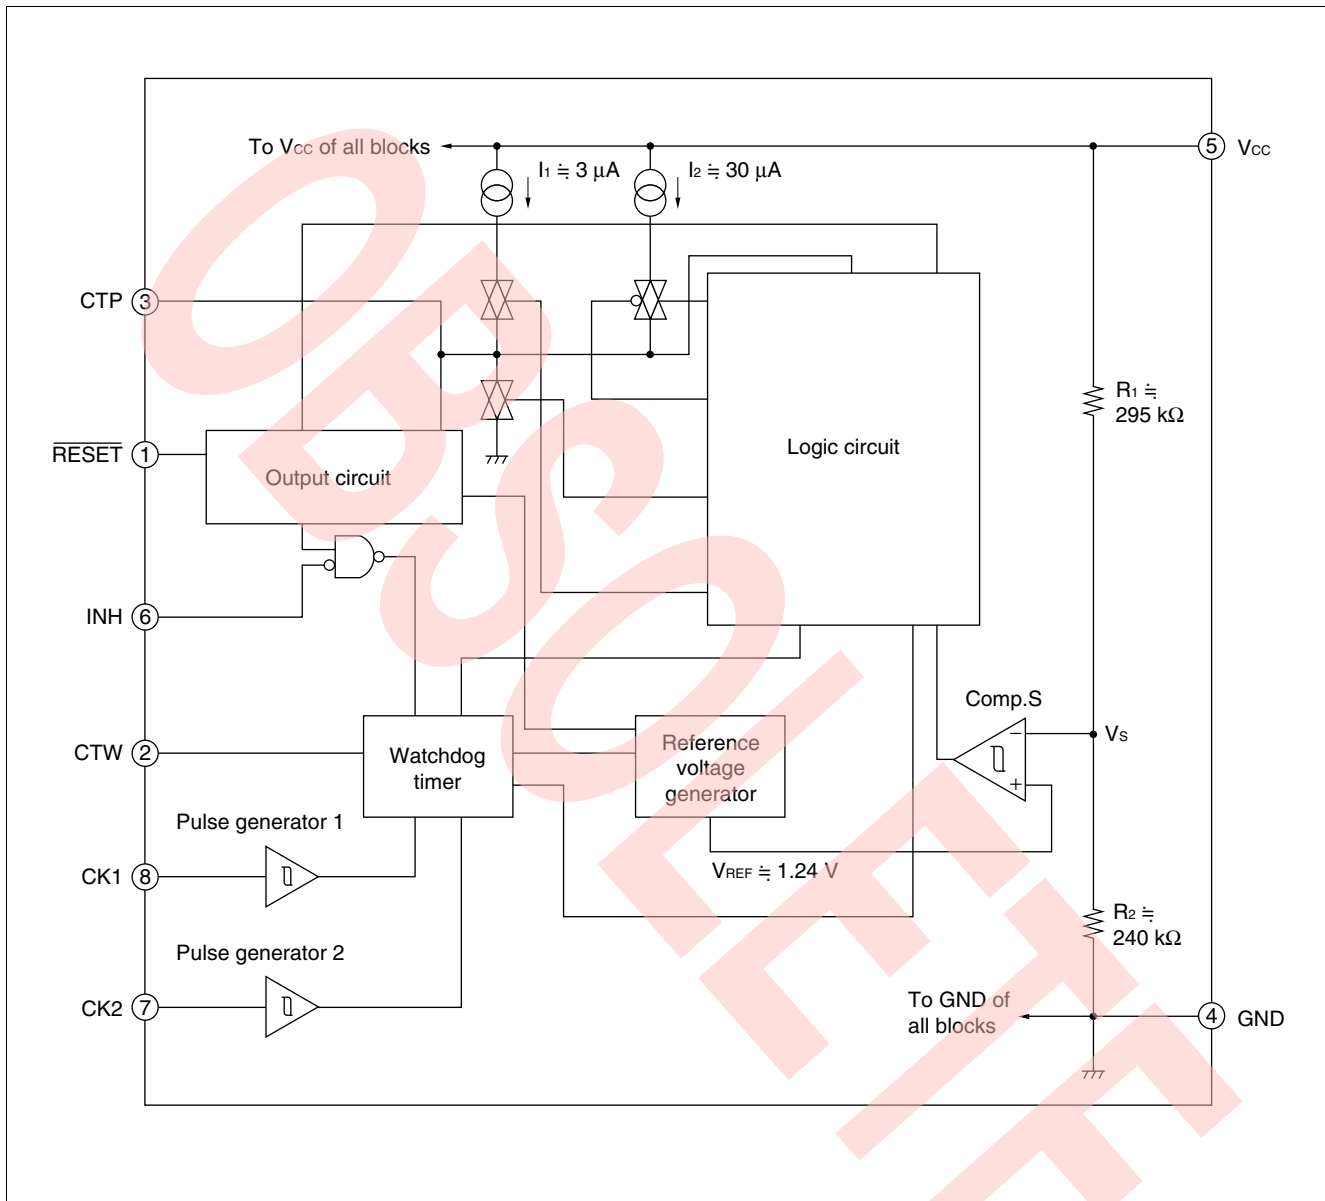 To VCC of all blocks
I1 ≒ 3 μA
I2 ≒ 30 μA
5
VCC
CTP
3
R1 ≒
295 kΩ
Logic circuit
RESET
1
Output circuit
INH
6
Comp.S
VS
−
+
CTW
2
Watchdog
timer
Reference
voltage
generator
Pulse generator 1
VREF ≒ 1.24 V
CK1
8
R2 ≒
240 kΩ
Pulse generator 2
CK2
7
To GND of
all blocks
4
GND
OBSOLETE